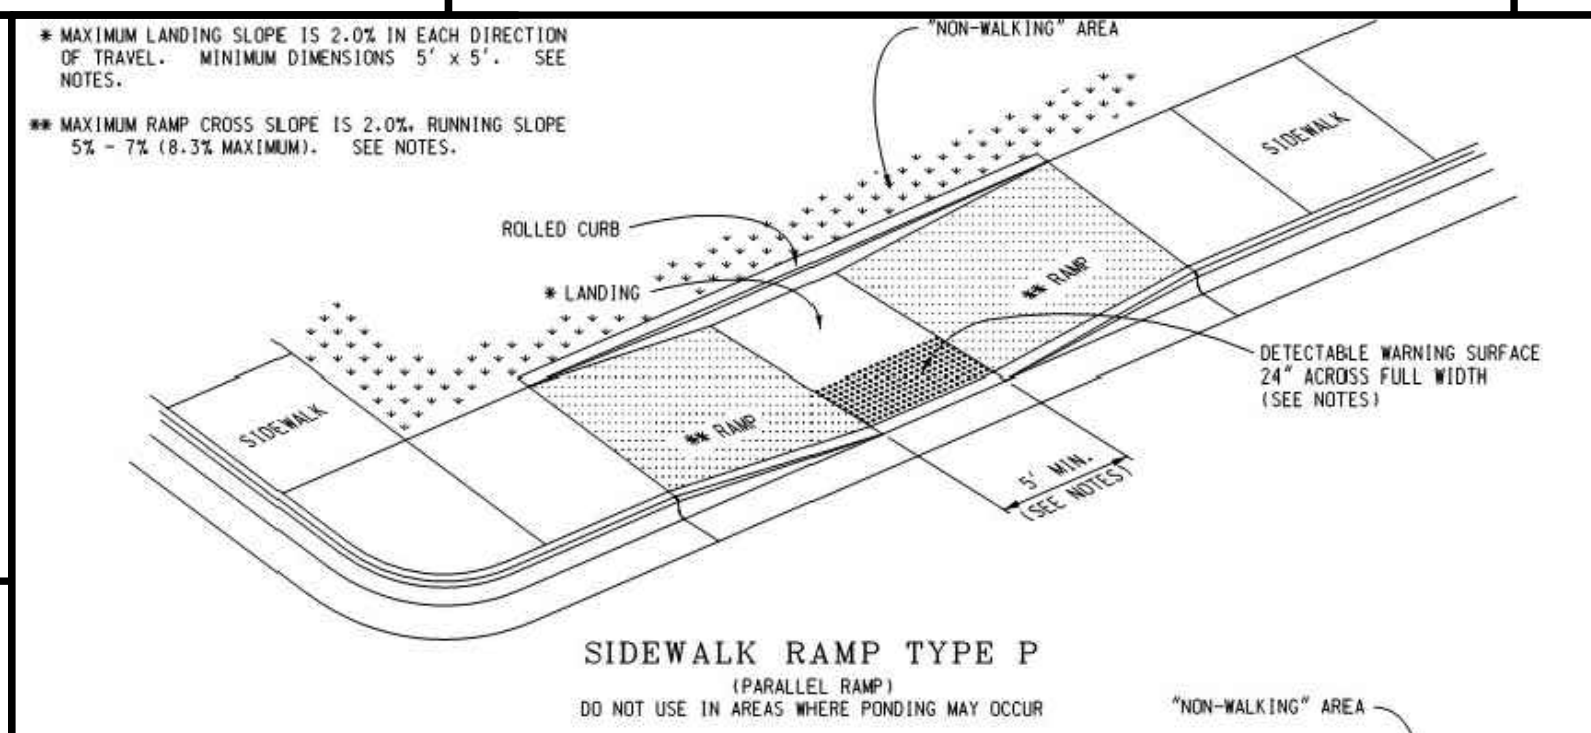 * MAXIMUM LANDING SLOPE IS 2.0% IN EACH DIRECTION
OF TRAVEL. MINIMUM DIMENSIONS 5' x 5'. SEE
NOTES.
** MAXIMUM RAMP CROSS SLOPE IS 2.0%, RUNNING SLOPE
5% - 7% (8.3% MAXIMUM). SEE NOTES.
"NON-WALKING" AREA
SIDEWALK
ROLLED CURB
* LANDING
** RAMP
DETECTABLE WARNING SURFACE
24" ACROSS FULL WIDTH
(SEE NOTES)
SIDEWALK
** RAMP
5' MIN.
(SEE NOTES)
SIDEWALK RAMP TYPE P
(PARALLEL RAMP)
DO NOT USE IN AREAS WHERE PONDING MAY OCCUR
"NON-WALKING" AREA